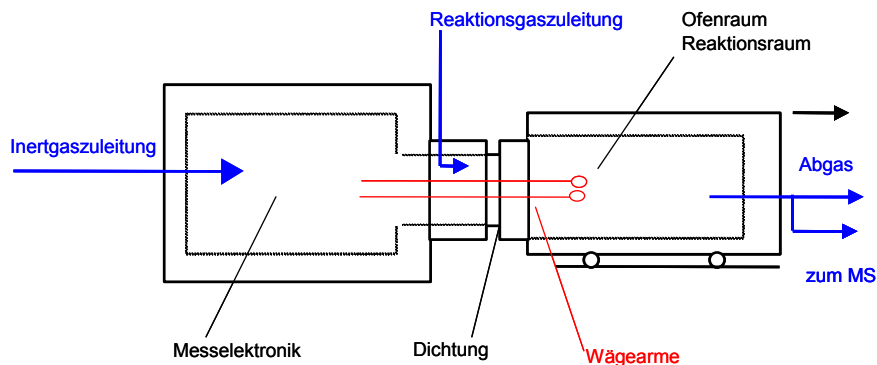 Reaktionsgaszuleitung
Ofenraum
Reaktionsraum
Inertgaszuleitung
Abgas
zum MS
Messelektronik
Dichtung
Wägearme